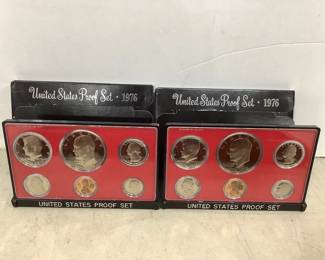 United States Proof Set · 1976
United States Proof Set · 1976
UNITED STATES PROOF SET
UNITED STATES PROOF SET